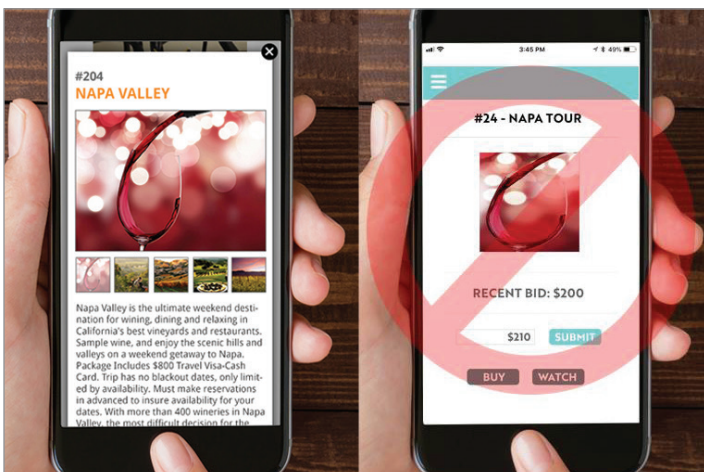 #204
NAPA VALLEY
Napa Valley is the ultimate weekend desti-
nation for wining, dining and relaxing in
California's best vineyards and restaurants.
Sample wine, and enjoy the scenic hills and
valleys on a weekend getaway to Napa.
Package Includes $800 Travel Visa-Cash
Card. Trip has no blackout dates, only limit-
ed by availability. Must make reservations
in advanced to insure availability for your
dates. With more than 400 wineries in Napa
Valley, the most difficult decision for the
3:45 PM
49%
#24 - NAPA TOUR
RECENT BID: $200
$210
SUBMIT
BUY
WATCH